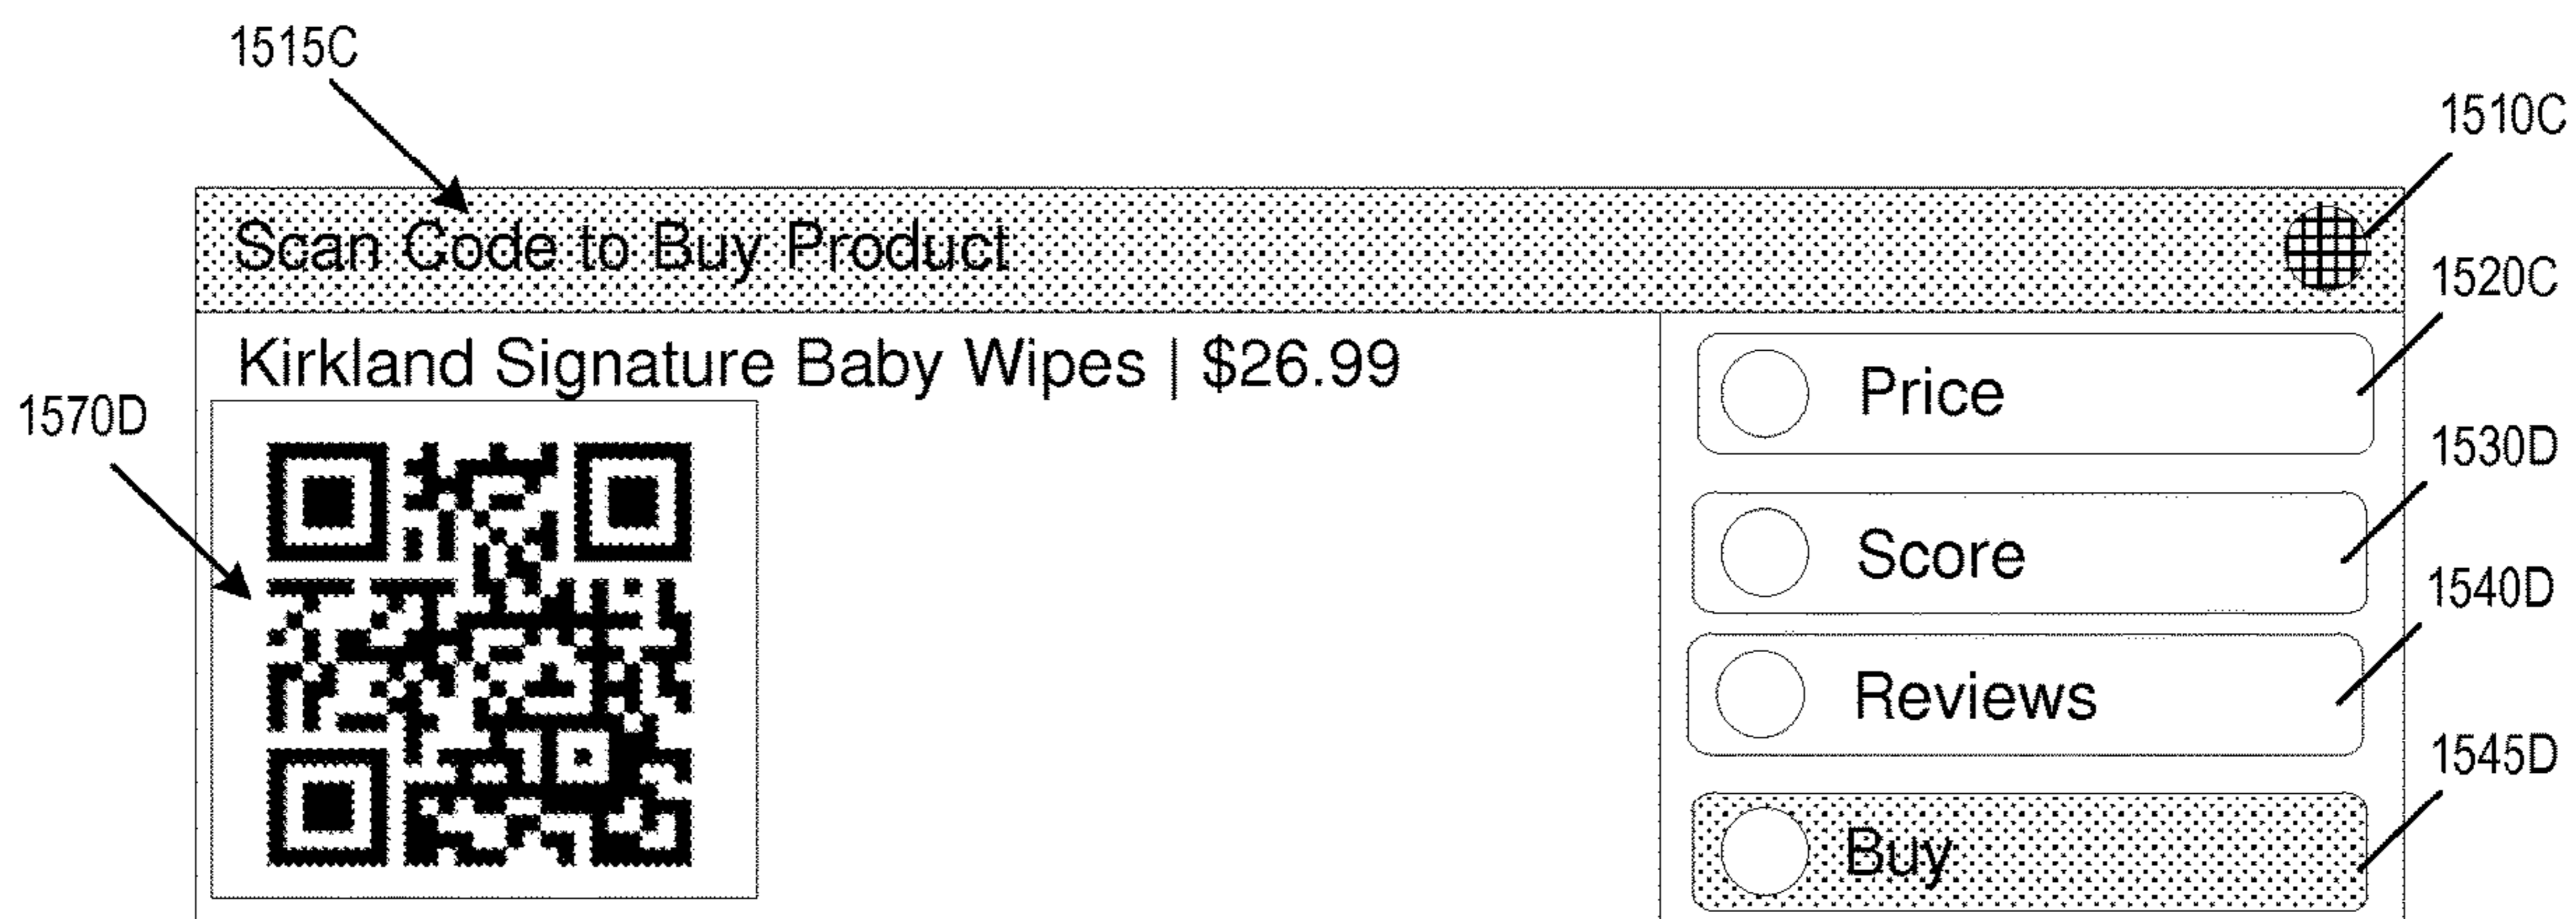 1515C
1510C
Scan Code to Buy Product
1520C
Kirkland Signature Baby Wipes | $26.99
Price
1570D
1530D
Score
1540D
Reviews
1545D
Buy